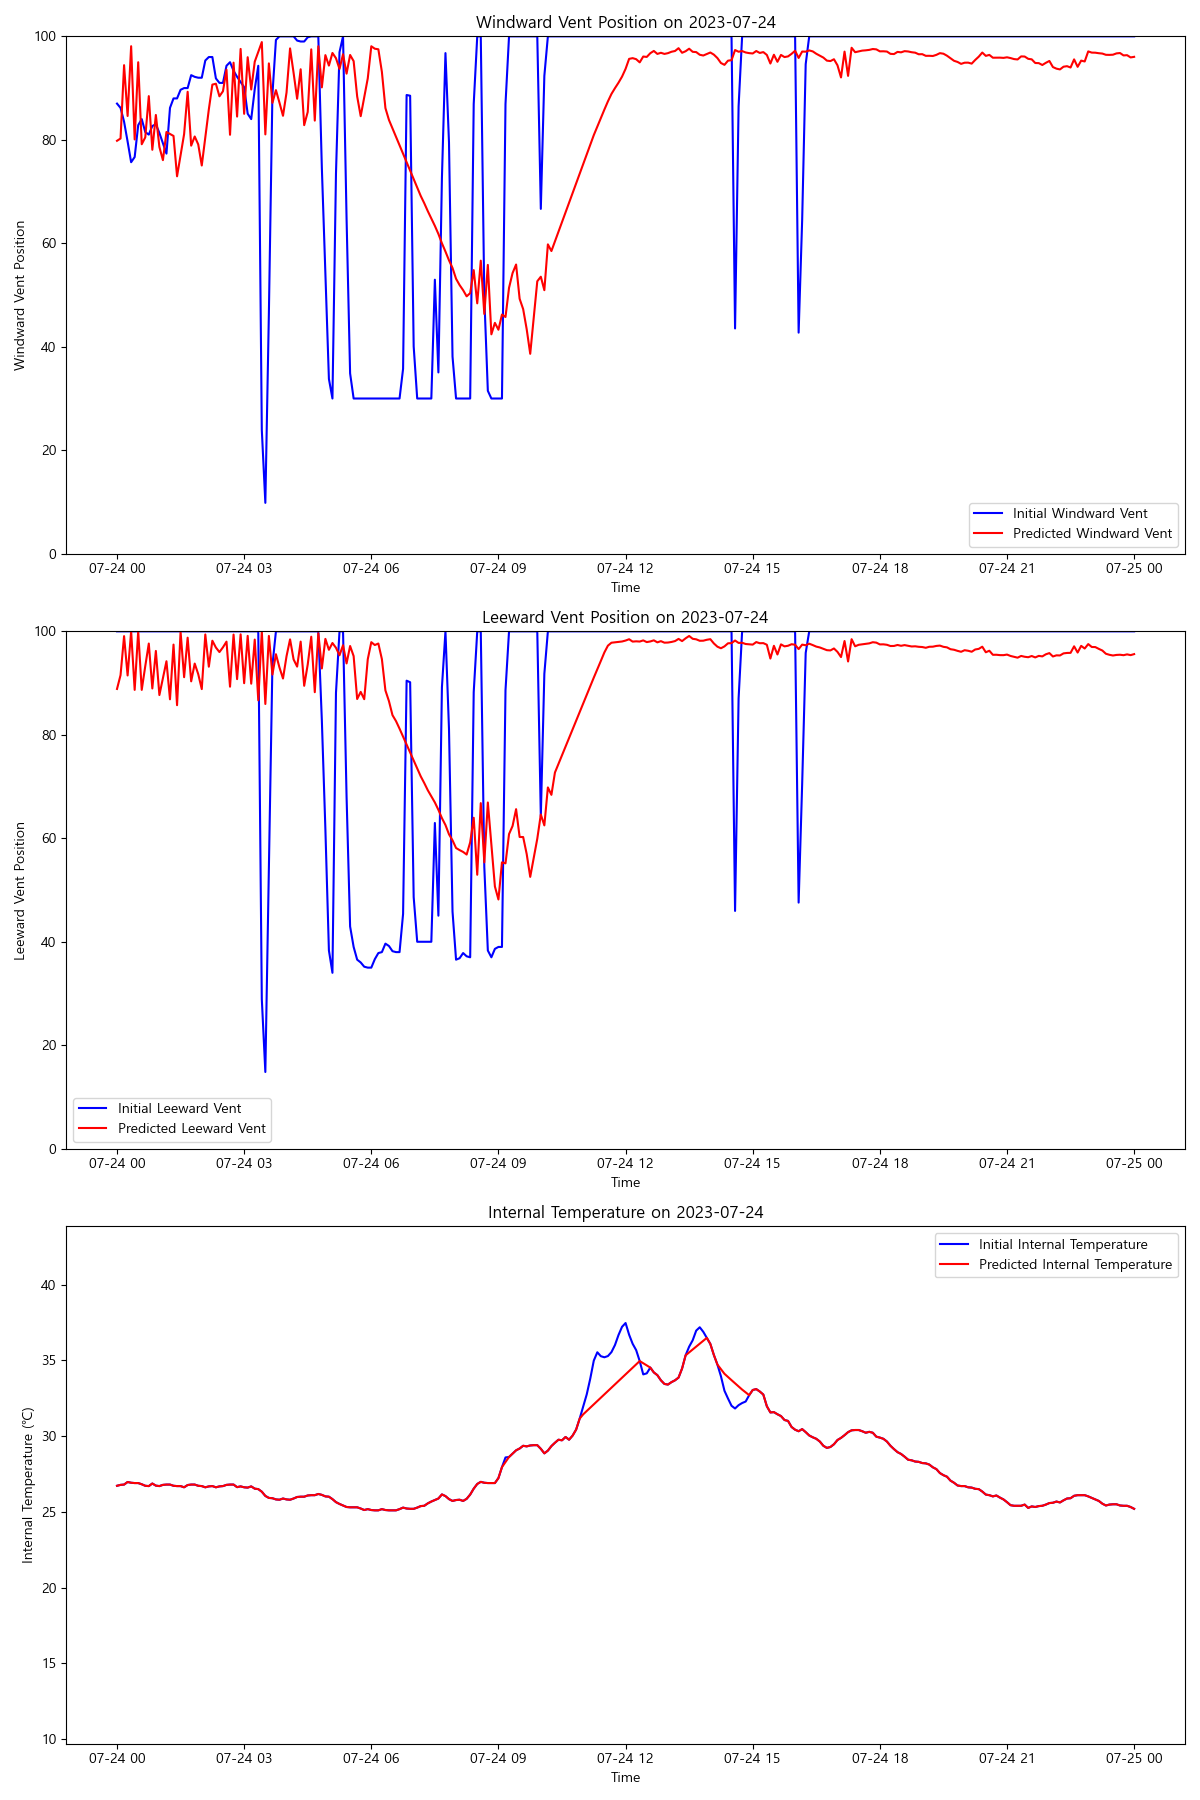 Windward Vent Position on 2023-07-24
Windward Vent Position
100
80
60
40
20
0
Initial Windward Vent
Predicted Windward Vent
07-24 00 07-24 03 07-24 06 07-24 09 07-24 12 07-24 15 07-24 18 07-24 21 07-25 00
Time
Leeward Vent Position on 2023-07-24
Leeward Vent Position
100
80
60
40
20
0
Initial Leeward Vent
Predicted Leeward Vent
07-24 00 07-24 03 07-24 06 07-24 09 07-24 12 07-24 15 07-24 18 07-24 21 07-25 00
Time
Internal Temperature on 2023-07-24
Internal Temperature (℃)
Initial Internal Temperature
Predicted Internal Temperature
40
35
30
25
20
15
10
07-24 00 07-24 03 07-24 06 07-24 09 07-24 12 07-24 15 07-24 18 07-24 21 07-25 00
Time